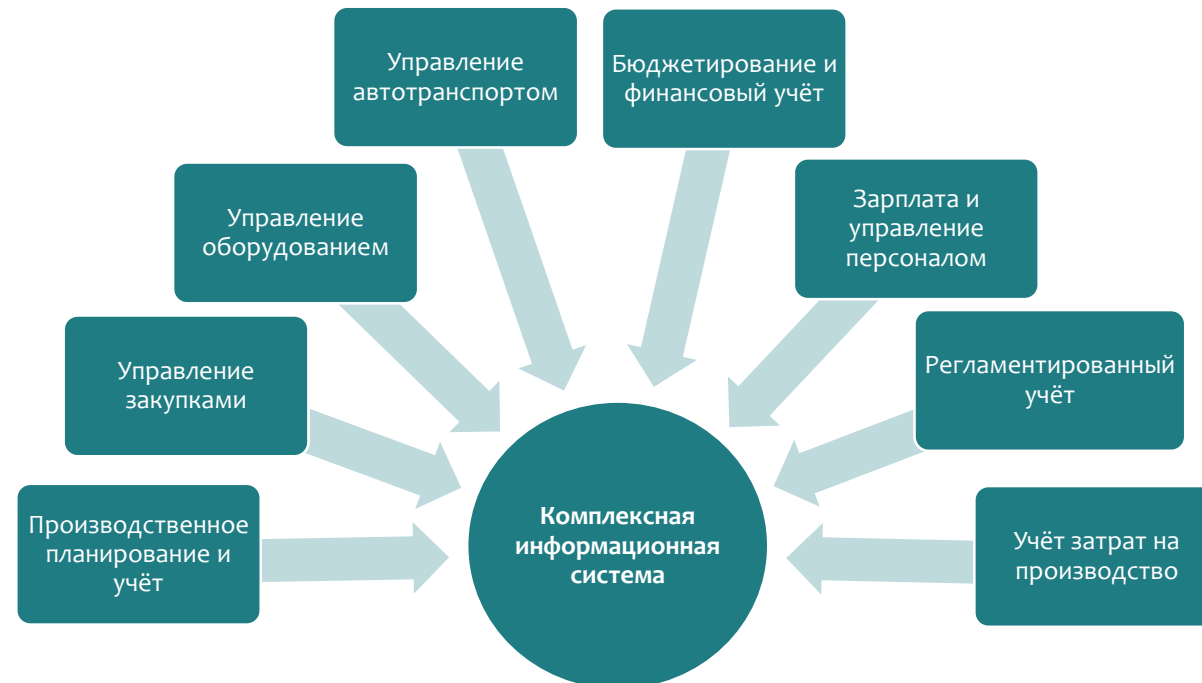 Управление
автотранспортом
Бюджетирование и
финансовый учёт
Управление
оборудованием
Зарплата и
управление
персоналом
Управление
закупками
Регламентированный
учёт
Производственное
планирование и
учёт
Комплексная
информационная
система
Учёт затрат на
производство